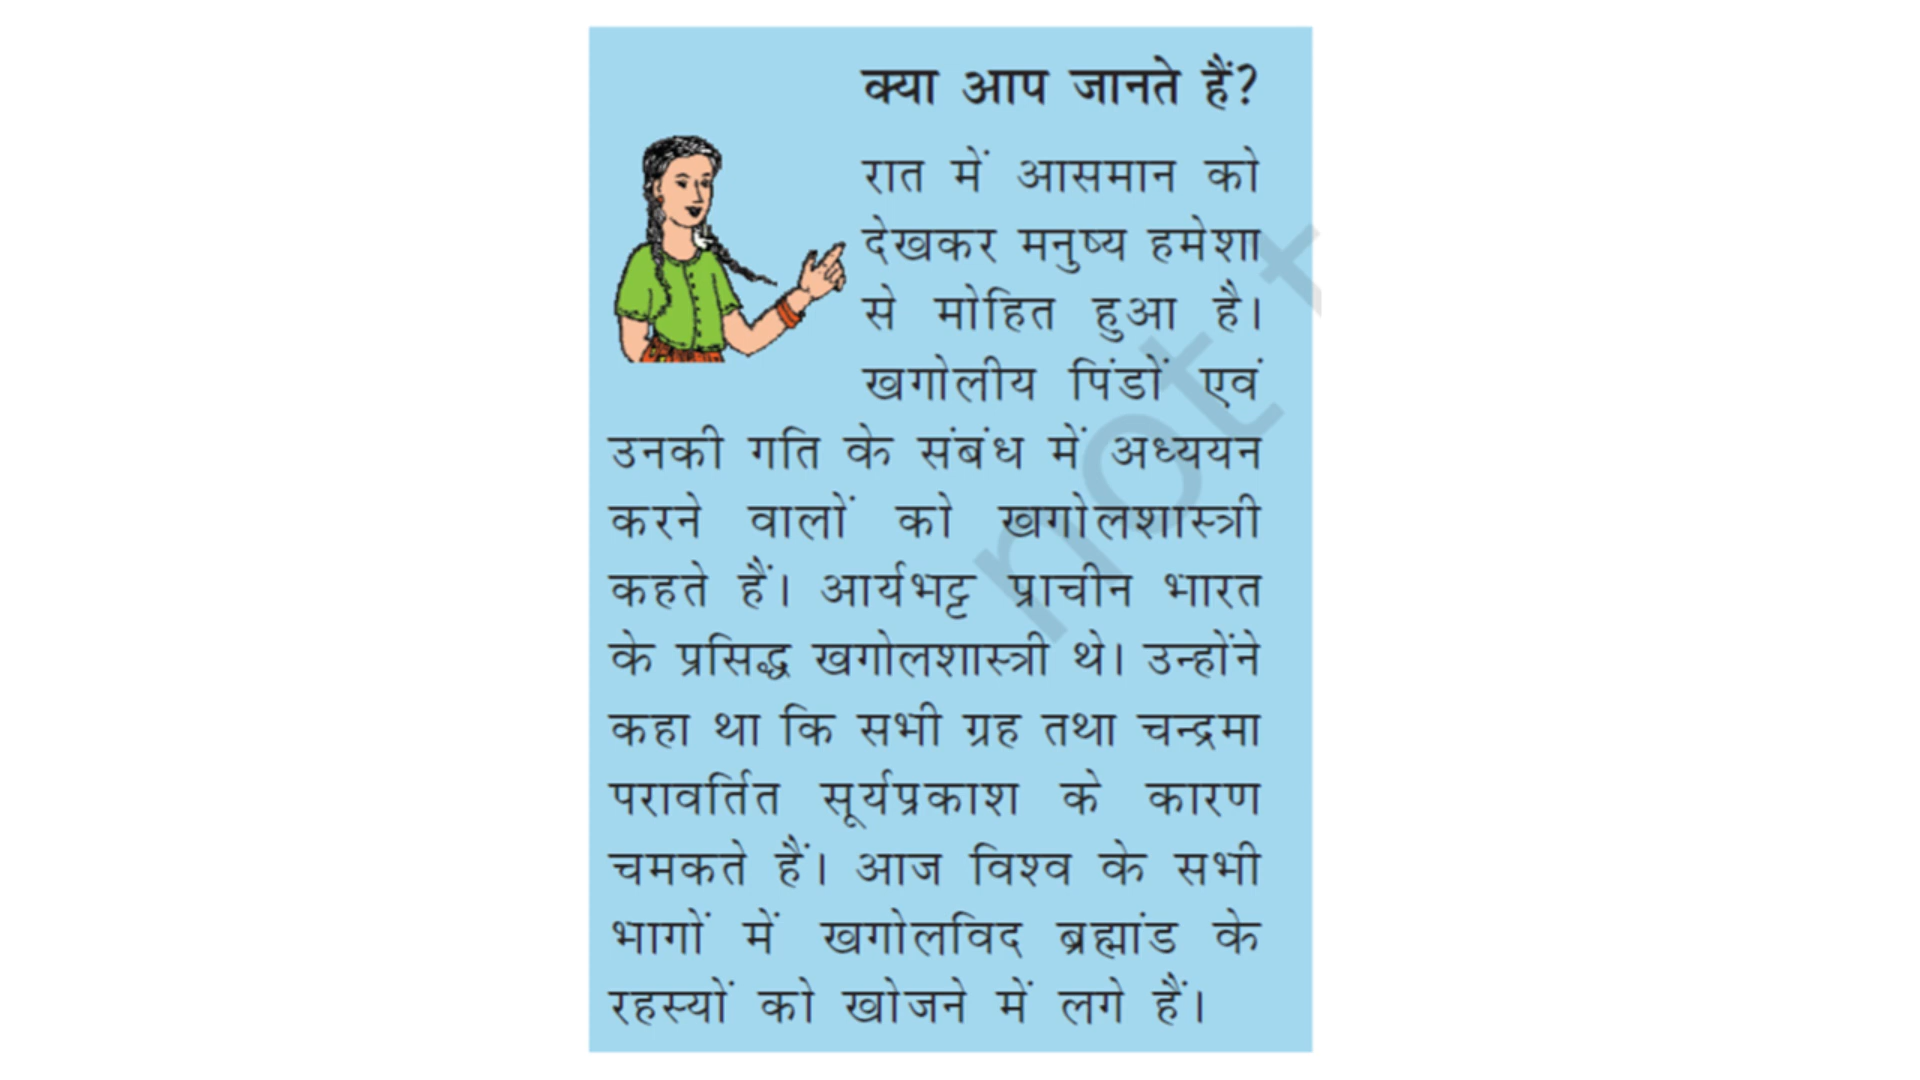 क्या आप जानते हैं?
रात में आसमान को
देखकर मनुष्य हमेशा
से मोहित हुआ है।
खगोलीय पिंडों एवं
उनकी गति के संबंध में अध्ययन
करने वालों को खगोलशास्त्री
कहते हैं। आर्यभट्ट प्राचीन भारत
के प्रसिद्ध खगोलशास्त्री थे। उन्होंने
कहा था कि सभी ग्रह तथा चन्द्रमा
परावर्तित सूर्यप्रकाश के कारण
चमकते हैं। आज विश्व के सभी
भागों में खगोलविद ब्रह्मांड के
रहस्यों को खोजने में लगे हैं।
not t